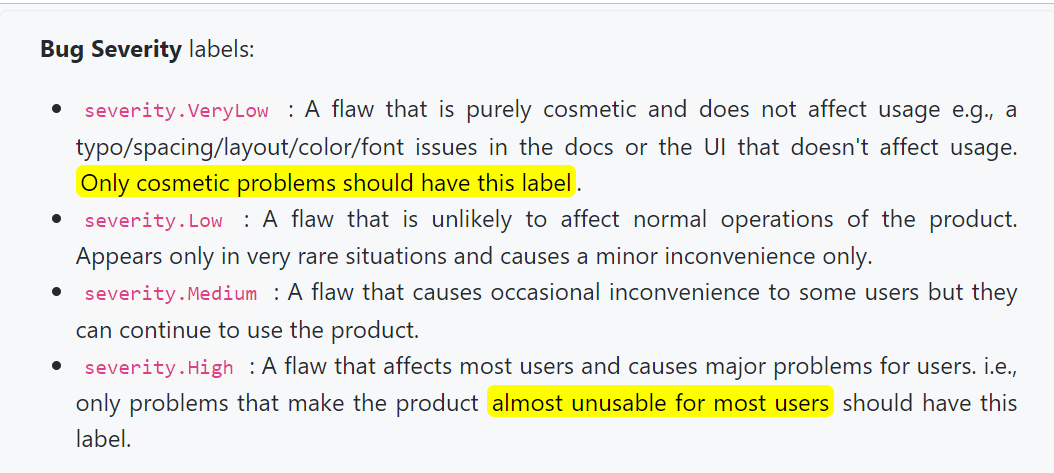 Bug Severity labels:
severity.VeryLow : A flaw that is purely cosmetic and does not affect usage e.g., a
typo/spacing/layout/color/font issues in the docs or the UI that doesn't affect usage.
Only cosmetic problems should have this label.
severity.Low : A flaw that is unlikely to affect normal operations of the product.
Appears only in very rare situations and causes a minor inconvenience only.
severity.Medium : A flaw that causes occasional inconvenience to some users but they
can continue to use the product.
severity.High : A flaw that affects most users and causes major problems for users. i.e.,
only problems that make the product almost unusable for most users should have this
label.